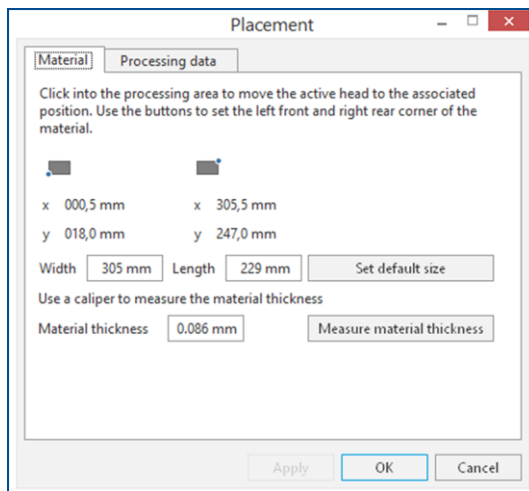 Placement
Material Processing data
Click into the processing area to move the active head to the associated
position. Use the buttons to set the left front and right rear corner of the
material.
x 000,5 mm x 305,5 mm
y 018,0 mm y 247,0 mm
Width 305 mm Length 229 mm Set default size
Use a caliper to measure the material thickness
Material thickness 0.086 mm Measure material thickness
Apply OK Cancel